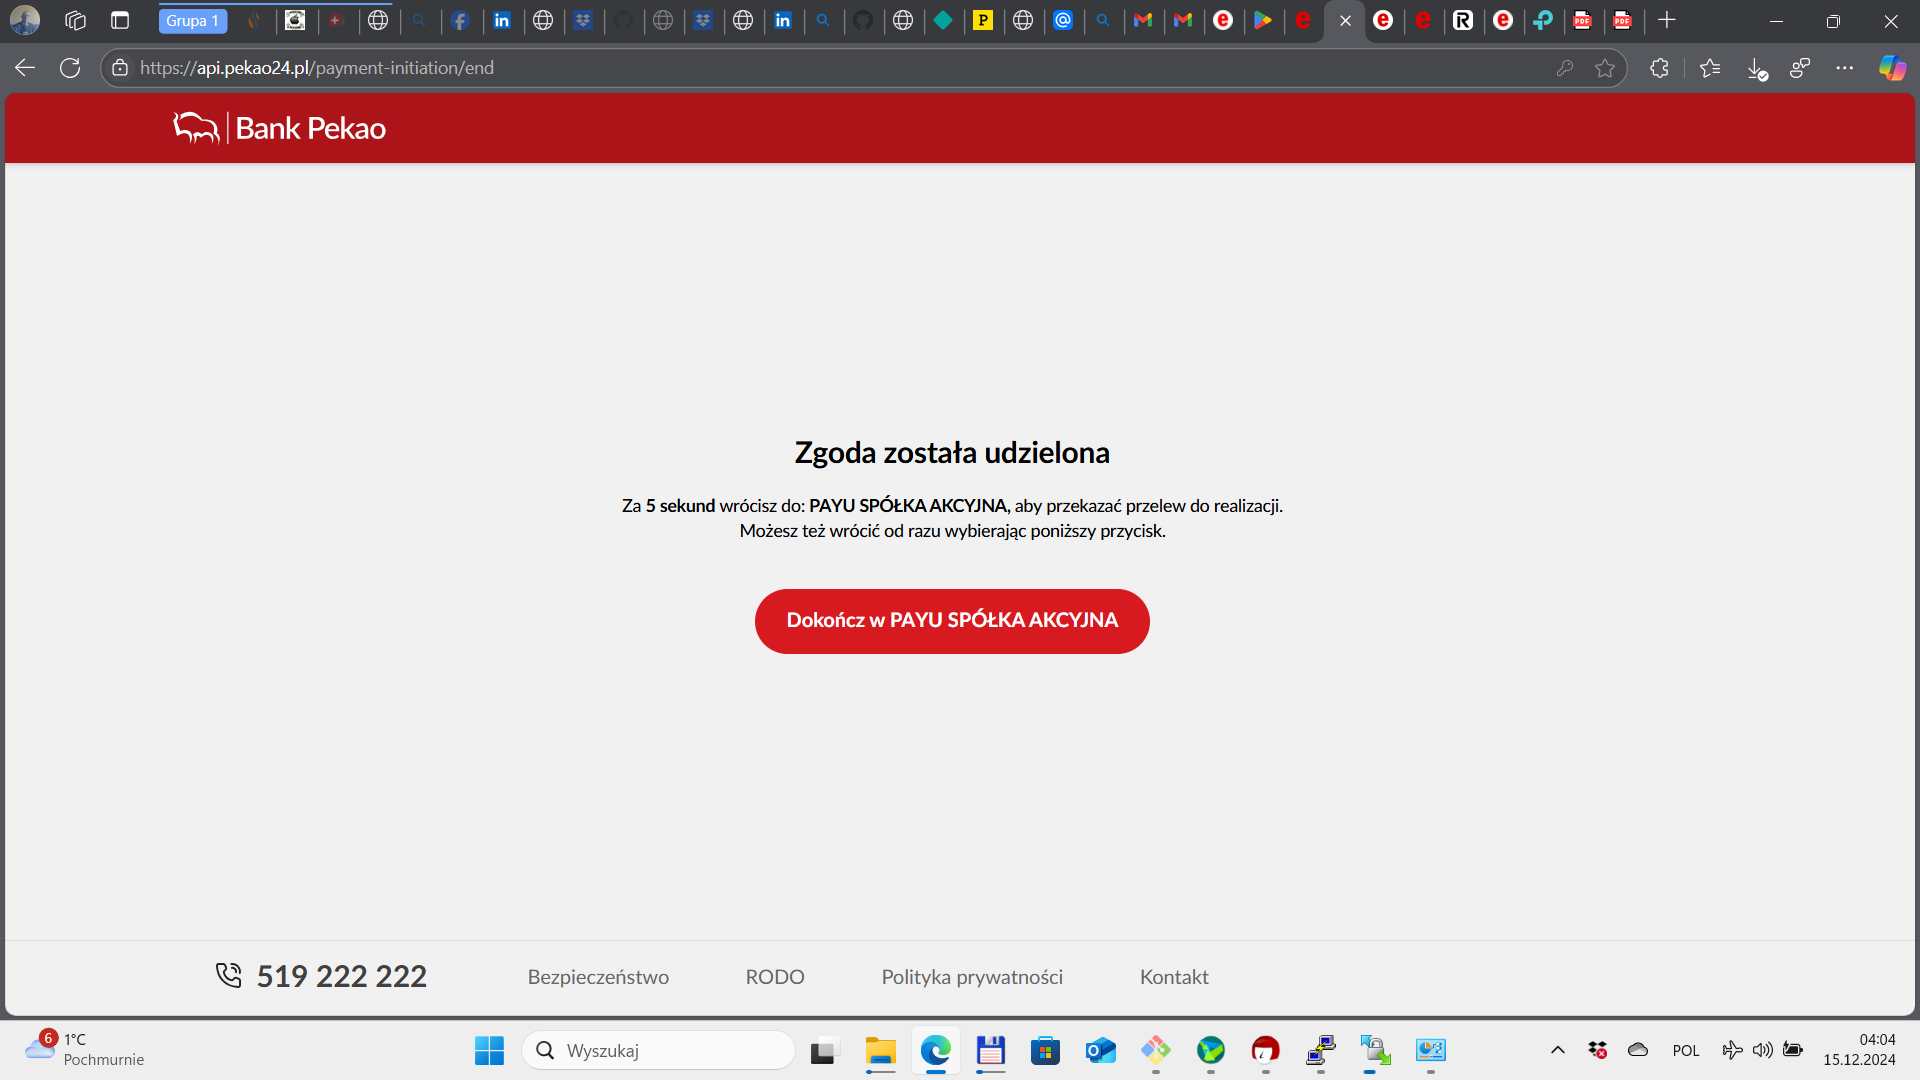 Grupa 1
https://api.pekao24.pl/payment-initiation/end
Bank Pekao
Zgoda została udzielona
Za 5 sekund wrócisz do: PAYU SPÓŁKA AKCYJNA, aby przekazać przelew do realizacji.
Możesz też wrócić od razu wybierając poniższy przycisk.
Dokończ w PAYU SPÓŁKA AKCYJNA
519 222 222
Bezpieczeństwo
RODO
Polityka prywatności
Kontakt
6
1°C
Pochmurnie
Wyszukaj
POL
04:04
15.12.2024